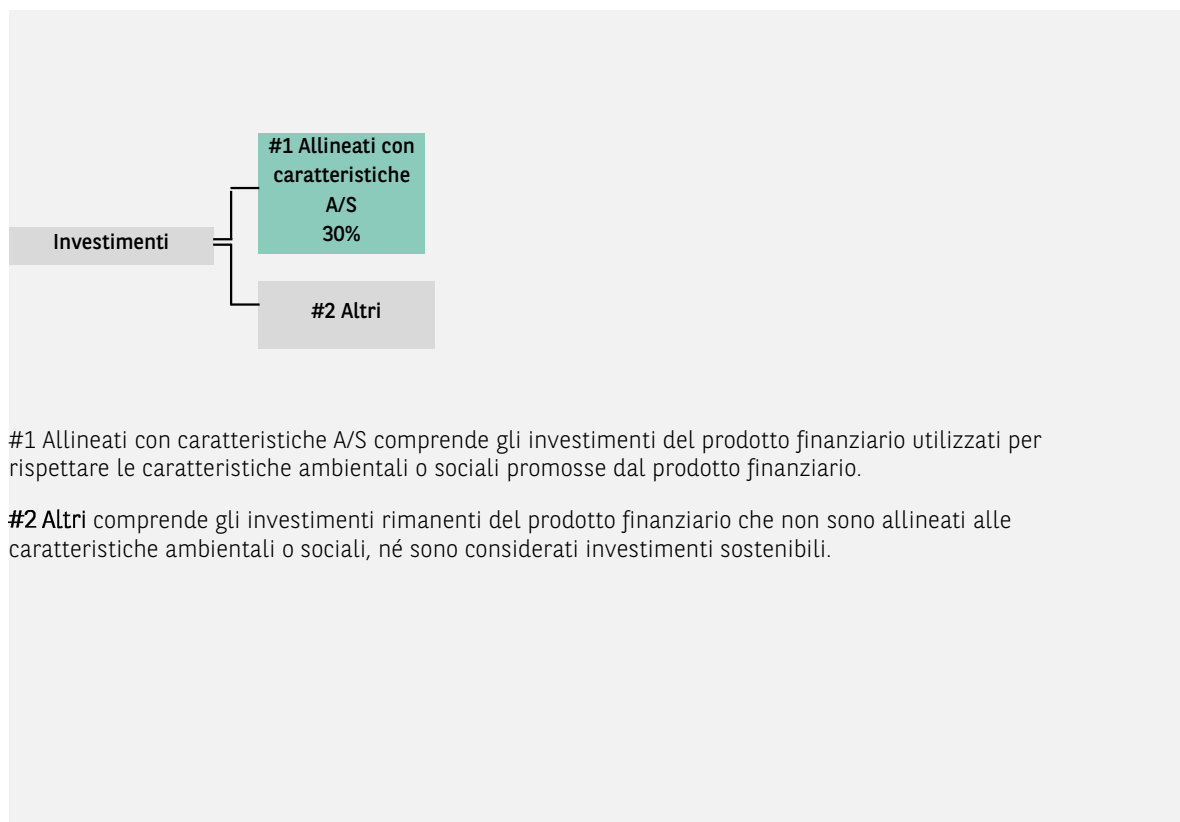 #1 Allineati con
caratteristiche
A/S
30%
Investimenti
#2 Altri
#1 Allineati con caratteristiche A/S comprende gli investimenti del prodotto finanziario utilizzati per
rispettare le caratteristiche ambientali o sociali promosse dal prodotto finanziario.
#2 Altri comprende gli investimenti rimanenti del prodotto finanziario che non sono allineati alle
caratteristiche ambientali o sociali, né sono considerati investimenti sostenibili.